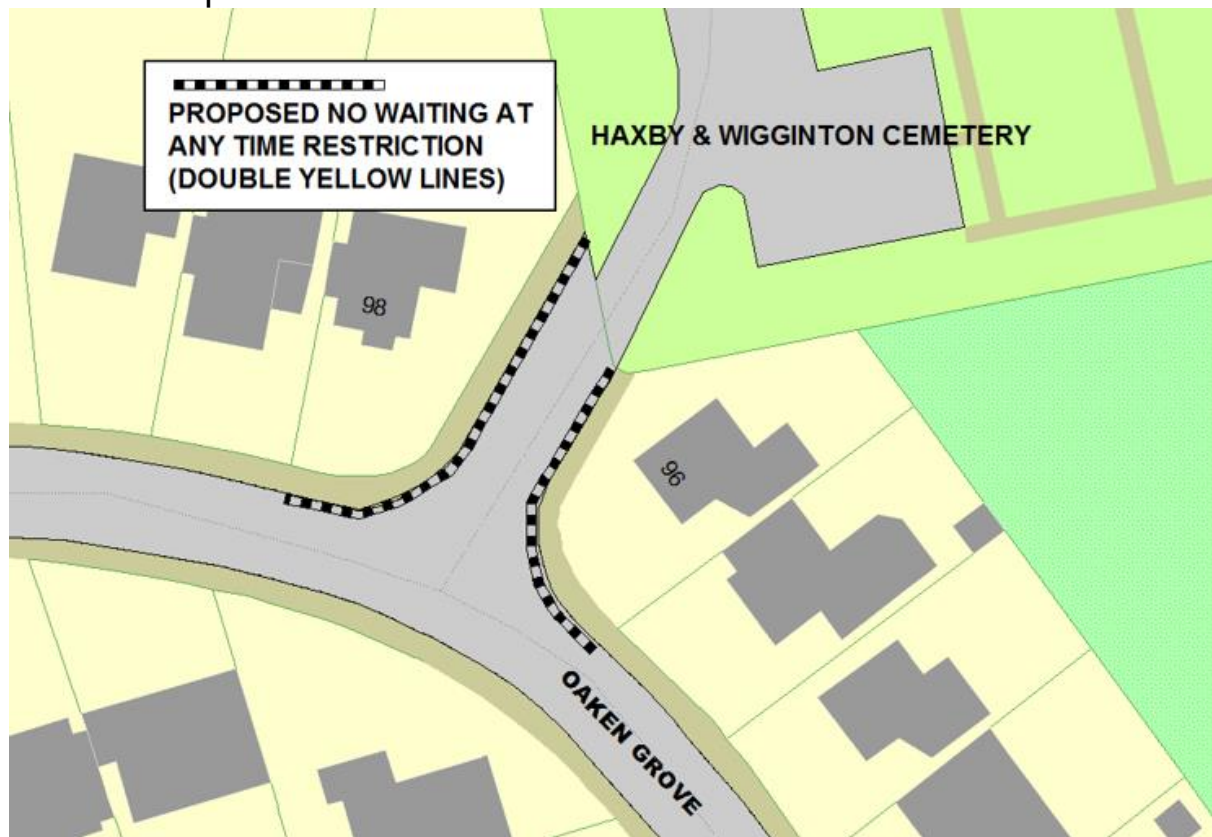 PROPOSED NO WAITING AT
ANY TIME RESTRICTION
(DOUBLE YELLOW LINES)
HAXBY & WIGGINTON CEMETERY
98
96
OAKEN GROVE